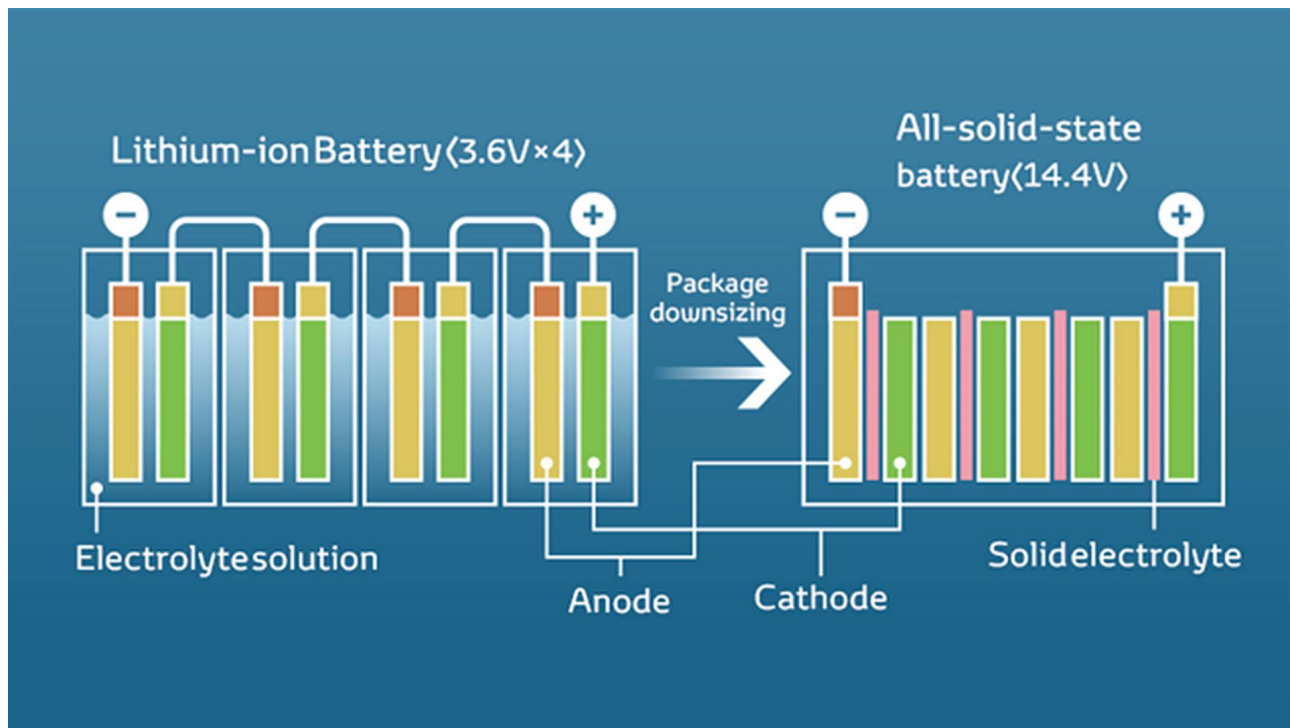 Lithium-ion Battery〈3.6V×4〉
All-solid-state
battery〈14.4V〉
−
+
−
+
Package
downsizing
Electrolyte solution
Anode
Cathode
Solid electrolyte